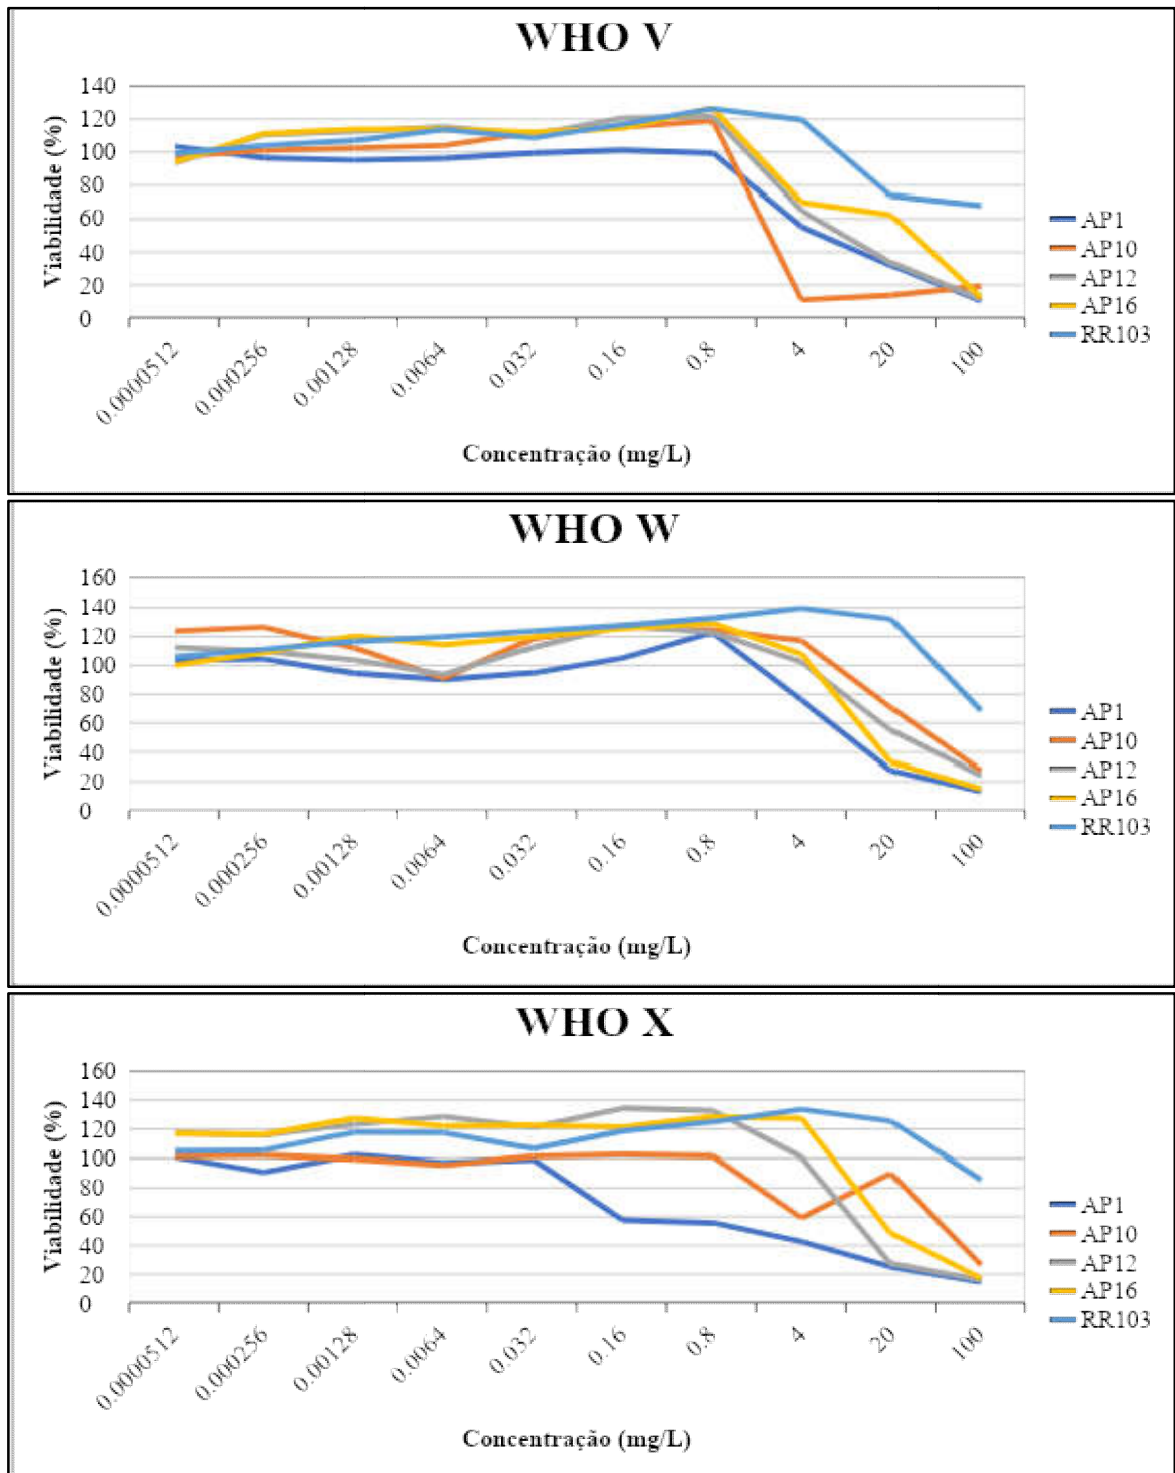 WHO V
140
120
100
80
60
40
20
0
Viabilidade (%)
0.0000512
0.000256
0.00128
0.0064
0.032
0.16
0.8
4
20
100
Concentração (mg/L)
AP1
AP10
AP12
AP16
RR103
WHO W
160
140
120
100
80
60
40
20
0
Viabilidade (%)
0.0000512
0.000256
0.00128
0.0064
0.032
0.16
0.8
4
20
100
Concentração (mg/L)
AP1
AP10
AP12
AP16
RR103
WHO X
160
140
120
100
80
60
40
20
0
Viabilidade (%)
0.0000512
0.000256
0.00128
0.0064
0.032
0.16
0.8
4
20
100
Concentração (mg/L)
AP1
AP10
AP12
AP16
RR103